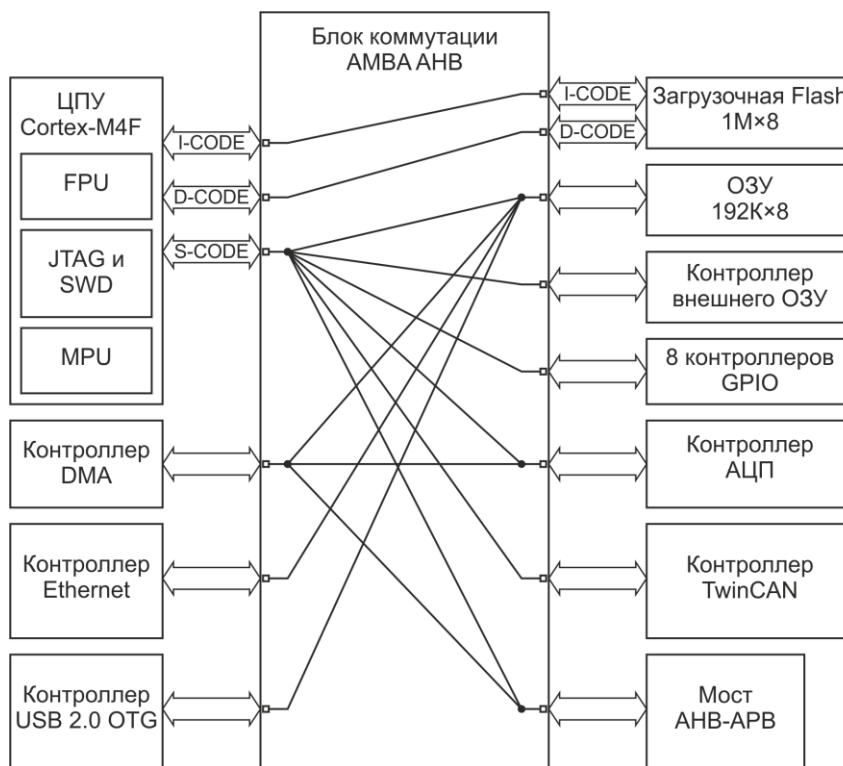 Блок коммутации
AMBA AHB
ЦПУ
Cortex-M4F
FPU
JTAG и
SWD
MPU
I-CODE
D-CODE
S-CODE
Контроллер
DMA
Контроллер
Ethernet
Контроллер
USB 2.0 OTG
I-CODE
D-CODE
Загрузочная Flash
1М×8
ОЗУ
192К×8
Контроллер
внешнего ОЗУ
8 контроллеров
GPIO
Контроллер
АЦП
Контроллер
TwinCAN
Мост
AHB-APB